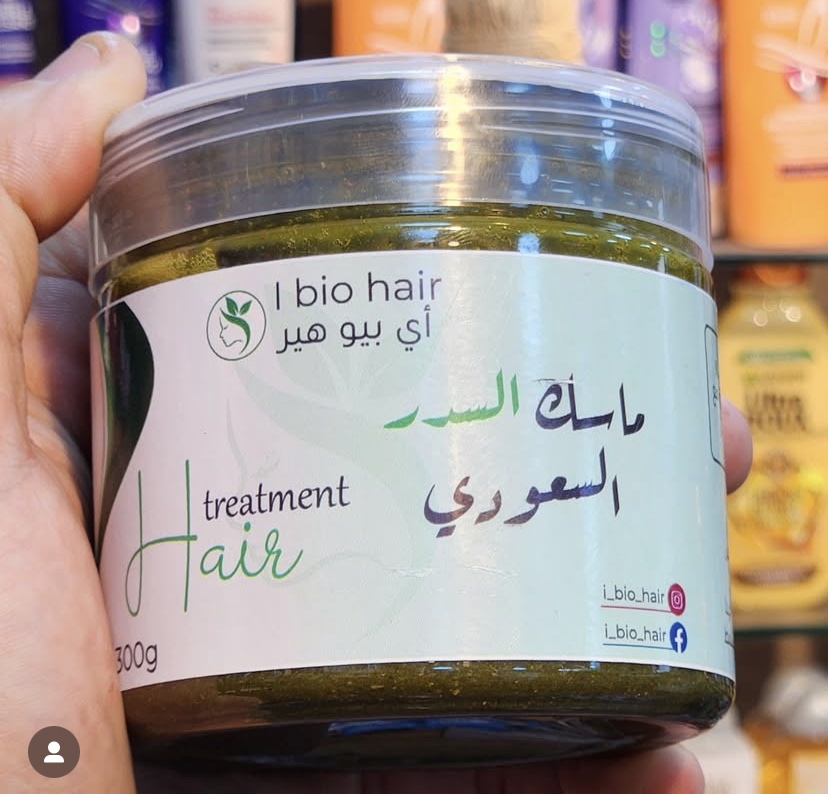 I bio hair
أي بيو هير
ماسك السدر
السعودي
treatment
Hair
i_bio_hair
i_bio_hair
300g